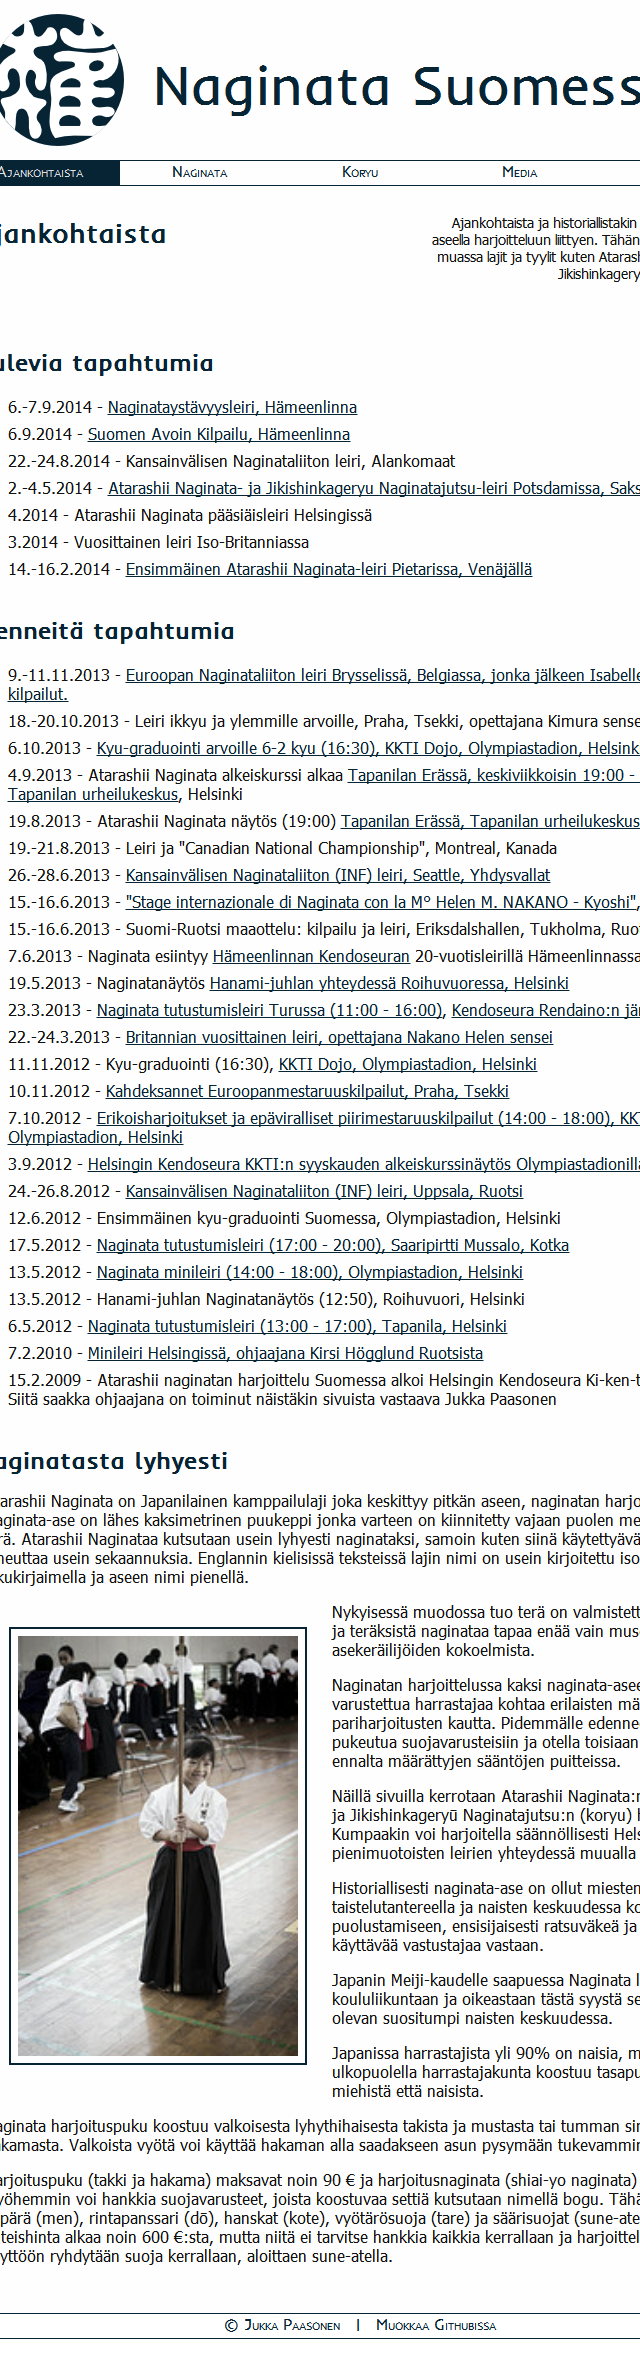 Naginata Suomess
Ajankohtaista Naginata Koryu Media
jankohtaista
Ajankohtaista ja historiallistakin
aseella harjoitteluun liittyen. Tähän
muassa lajit ja tyylit kuten Atarash
Jikishinkagery
ulevia tapahtumia
6.-7.9.2014 - Naginataystävyysleiri, Hämeenlinna
6.9.2014 - Suomen Avoin Kilpailu, Hämeenlinna
22.-24.8.2014 - Kansainvälisen Naginataliiton leiri, Alankomaat
2.-4.5.2014 - Atarashii Naginata- ja Jikishinkageryu Naginatajutsu-leiri Potsdamissa, Saks
4.2014 - Atarashii Naginata pääsiäisleiri Helsingissä
3.2014 - Vuosittainen leiri Iso-Britanniassa
14.-16.2.2014 - Ensimmäinen Atarashii Naginata-leiri Pietarissa, Venäjällä
enneitä tapahtumia
9.-11.11.2013 - Euroopan Naginataliiton leiri Brysselissä, Belgiassa, jonka jälkeen Isabelle
kilpailut.
18.-20.10.2013 - Leiri ikkyu ja ylemmille arvoille, Praha, Tsekki, opettajana Kimura sense
6.10.2013 - Kyu-graduointi arvoille 6-2 kyu (16:30), KKTI Dojo, Olympiastadion, Helsink
4.9.2013 - Atarashii Naginata alkeiskurssi alkaa Tapanilan Erässä, keskiviikkoisin 19:00 -
Tapanilan urheilukeskus, Helsinki
19.8.2013 - Atarashii Naginata näytös (19:00) Tapanilan Erässä, Tapanilan urheilukeskus
19.-21.8.2013 - Leiri ja "Canadian National Championship", Montreal, Kanada
26.-28.6.2013 - Kansainvälisen Naginataliiton (INF) leiri, Seattle, Yhdysvallat
15.-16.6.2013 - "Stage internazionale di Naginata con la M° Helen M. NAKANO - Kyoshi",
15.-16.6.2013 - Suomi-Ruotsi maaottelu: kilpailu ja leiri, Eriksdalshallen, Tukholma, Ruot
7.6.2013 - Naginata esiintyy Hämeenlinnan Kendoseuran 20-vuotisleirillä Hämeenlinnassa
19.5.2013 - Naginatanäytös Hanami-juhlan yhteydessä Roihuvuoressa, Helsinki
23.3.2013 - Naginata tutustumisleiri Turussa (11:00 - 16:00), Kendoseura Rendaino:n jär
22.-24.3.2013 - Britannian vuosittainen leiri, opettajana Nakano Helen sensei
11.11.2012 - Kyu-graduointi (16:30), KKTI Dojo, Olympiastadion, Helsinki
10.11.2012 - Kahdeksannet Euroopanmestaruuskilpailut, Praha, Tsekki
7.10.2012 - Erikoisharjoitukset ja epäviralliset piirimestaruuskilpailut (14:00 - 18:00), KKT
Olympiastadion, Helsinki
3.9.2012 - Helsingin Kendoseura KKTI:n syyskauden alkeiskurssinäytös Olympiastadionilla
24.-26.8.2012 - Kansainvälisen Naginataliiton (INF) leiri, Uppsala, Ruotsi
12.6.2012 - Ensimmäinen kyu-graduointi Suomessa, Olympiastadion, Helsinki
17.5.2012 - Naginata tutustumisleiri (17:00 - 20:00), Saaripirtti Mussalo, Kotka
13.5.2012 - Naginata minileiri (14:00 - 18:00), Olympiastadion, Helsinki
13.5.2012 - Hanami-juhlan Naginatanäytös (12:50), Roihuvuori, Helsinki
6.5.2012 - Naginata tutustumisleiri (13:00 - 17:00), Tapanila, Helsinki
7.2.2010 - Minileiri Helsingissä, ohjaajana Kirsi Högglund Ruotsista
15.2.2009 - Atarashii naginatan harjoittelu Suomessa alkoi Helsingin Kendoseura Ki-ken-t
Siitä saakka ohjaajana on toiminut näistäkin sivuista vastaava Jukka Paasonen
aginatasta lyhyesti
arashii Naginata on Japanilainen kamppailulaji joka keskittyy pitkän aseen, naginatan harjo
aginata-ase on lähes kaksimetrinen puukeppi jonka varteen on kiinnitetty vajaan puolen me
rä. Atarashii Naginataa kutsutaan usein lyhyesti naginataksi, samoin kuten siinä käytettyävä
heuttaa usein sekaannuksia. Englannin kielisissä teksteissä lajin nimi on usein kirjoitettu iso
kukirjaimella ja aseen nimi pienellä.
Nykyisessä muodossa tuo terä on valmistett
ja teräksistä naginataa tapaa enää vain muse
asekeräilijöiden kokoelmista.
Naginatan harjoittelussa kaksi naginata-asee
varustettua harrastajaa kohtaa erilaisten mä
pariharjoitusten kautta. Pidemmälle edennee
pukeutua suojavarusteisiin ja otella toisiaan
ennalta määrättyjen sääntöjen puitteissa.
Näillä sivuilla kerrotaan Atarashii Naginata:n
ja Jikishinkageryū Naginatajutsu:n (koryu) h
Kumpaakin voi harjoitella säännöllisesti Hels
pienimuotoisten leirien yhteydessä muualla
Historiallisesti naginata-ase on ollut miesten
taistelutantereella ja naisten keskuudessa ko
puolustamiseen, ensisijaisesti ratsuväkeä ja
käyttävää vastustajaa vastaan.
Japanin Meiji-kaudelle saapuessa Naginata l
koululiikuntaan ja oikeastaan tästä syystä se
olevan suositumpi naisten keskuudessa.
Japanissa harrastajista yli 90% on naisia, m
ulkopuolella harrastajakunta koostuu tasapu
miehistä että naisista.
aginata harjoituspuku koostuu valkoisesta lyhythihaisesta takista ja mustasta tai tumman sin
akamasta. Valkoista vyötä voi käyttää hakaman alla saadakseen asun pysymään tukevammin
arjoituspuku (takki ja hakama) maksavat noin 90 € ja harjoitusnaginata (shiai-yo naginata)
yöhemmin voi hankkia suojavarusteet, joista koostuvaa settiä kutsutaan nimellä bogu. Tähä
pärä (men), rintapanssari (dō), hanskat (kote), vyötärösuoja (tare) ja säärisuojat (sune-ate
teishinta alkaa noin 600 €:sta, mutta niitä ei tarvitse hankkia kaikkia kerrallaan ja harjoittel
yttöön ryhdytään suoja kerrallaan, aloittaen sune-atella.
© Jukka Paasonen | Muokkaa Githubissa